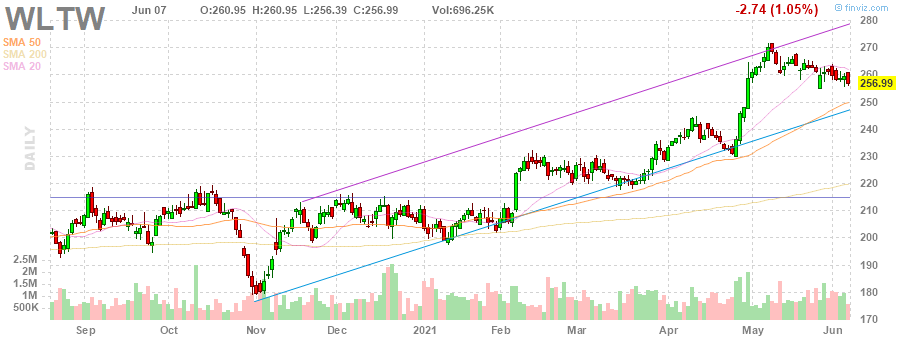 WLTW Jun 07 O:260.95 H:260.95 L:256.39 C:256.99 Vol:696.25K -2.74 (1.05%) © finviz.com
SMA 50
SMA 200
SMA 20
DAILY
280
270
260
256.99
250
240
230
220
210
200
190
180
170
2.5M
2M
1.5M
1M
500K
Sep Oct Nov Dec 2021 Feb Mar Apr May Jun